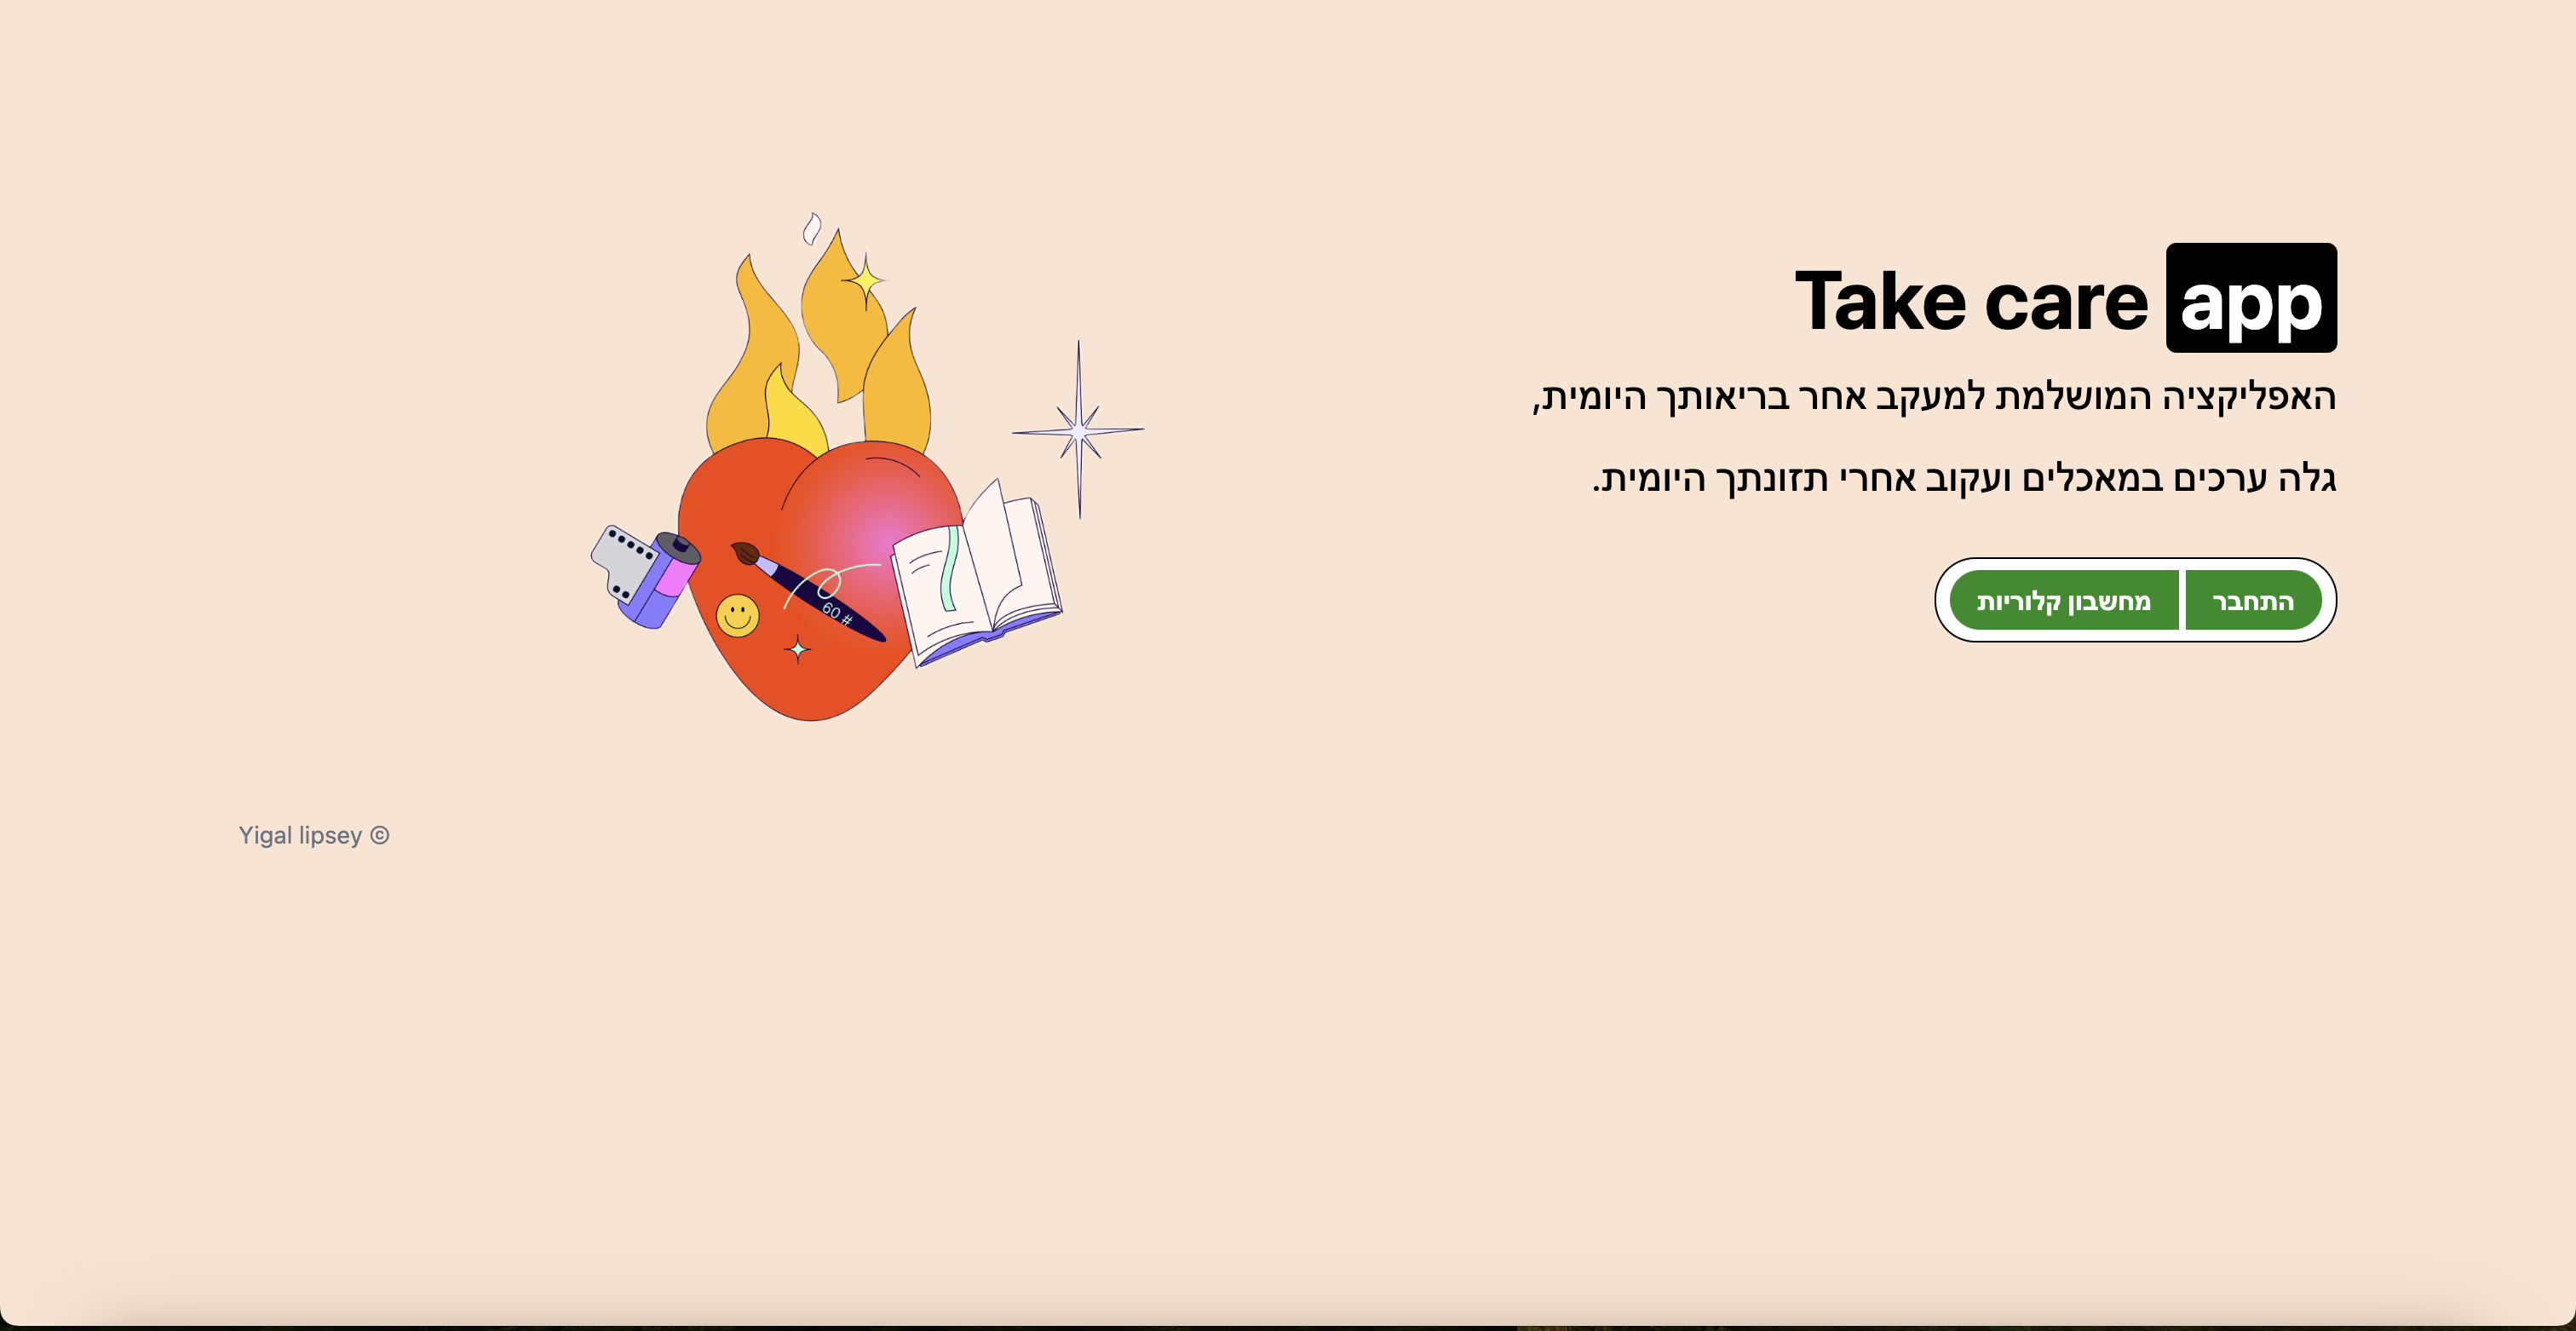 Take care app
האפליקציה המושלמת למעקב אחר בריאותך היומית,
גלה ערכים במאכלים ועקוב אחרי תזונתך היומית.
התחבר
מחשבון קלוריות
60 #
Yigal lipsey ©